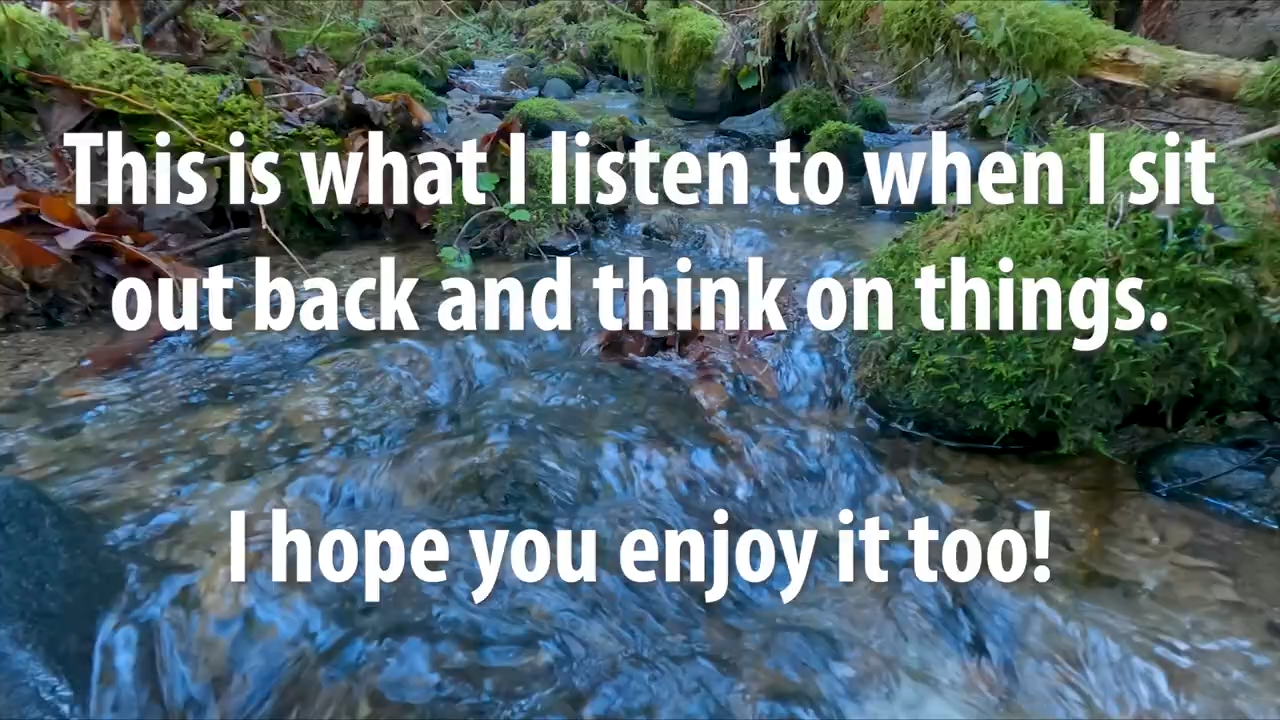 This is what I listen to when I sit
out back and think on things.
I hope you enjoy it too!